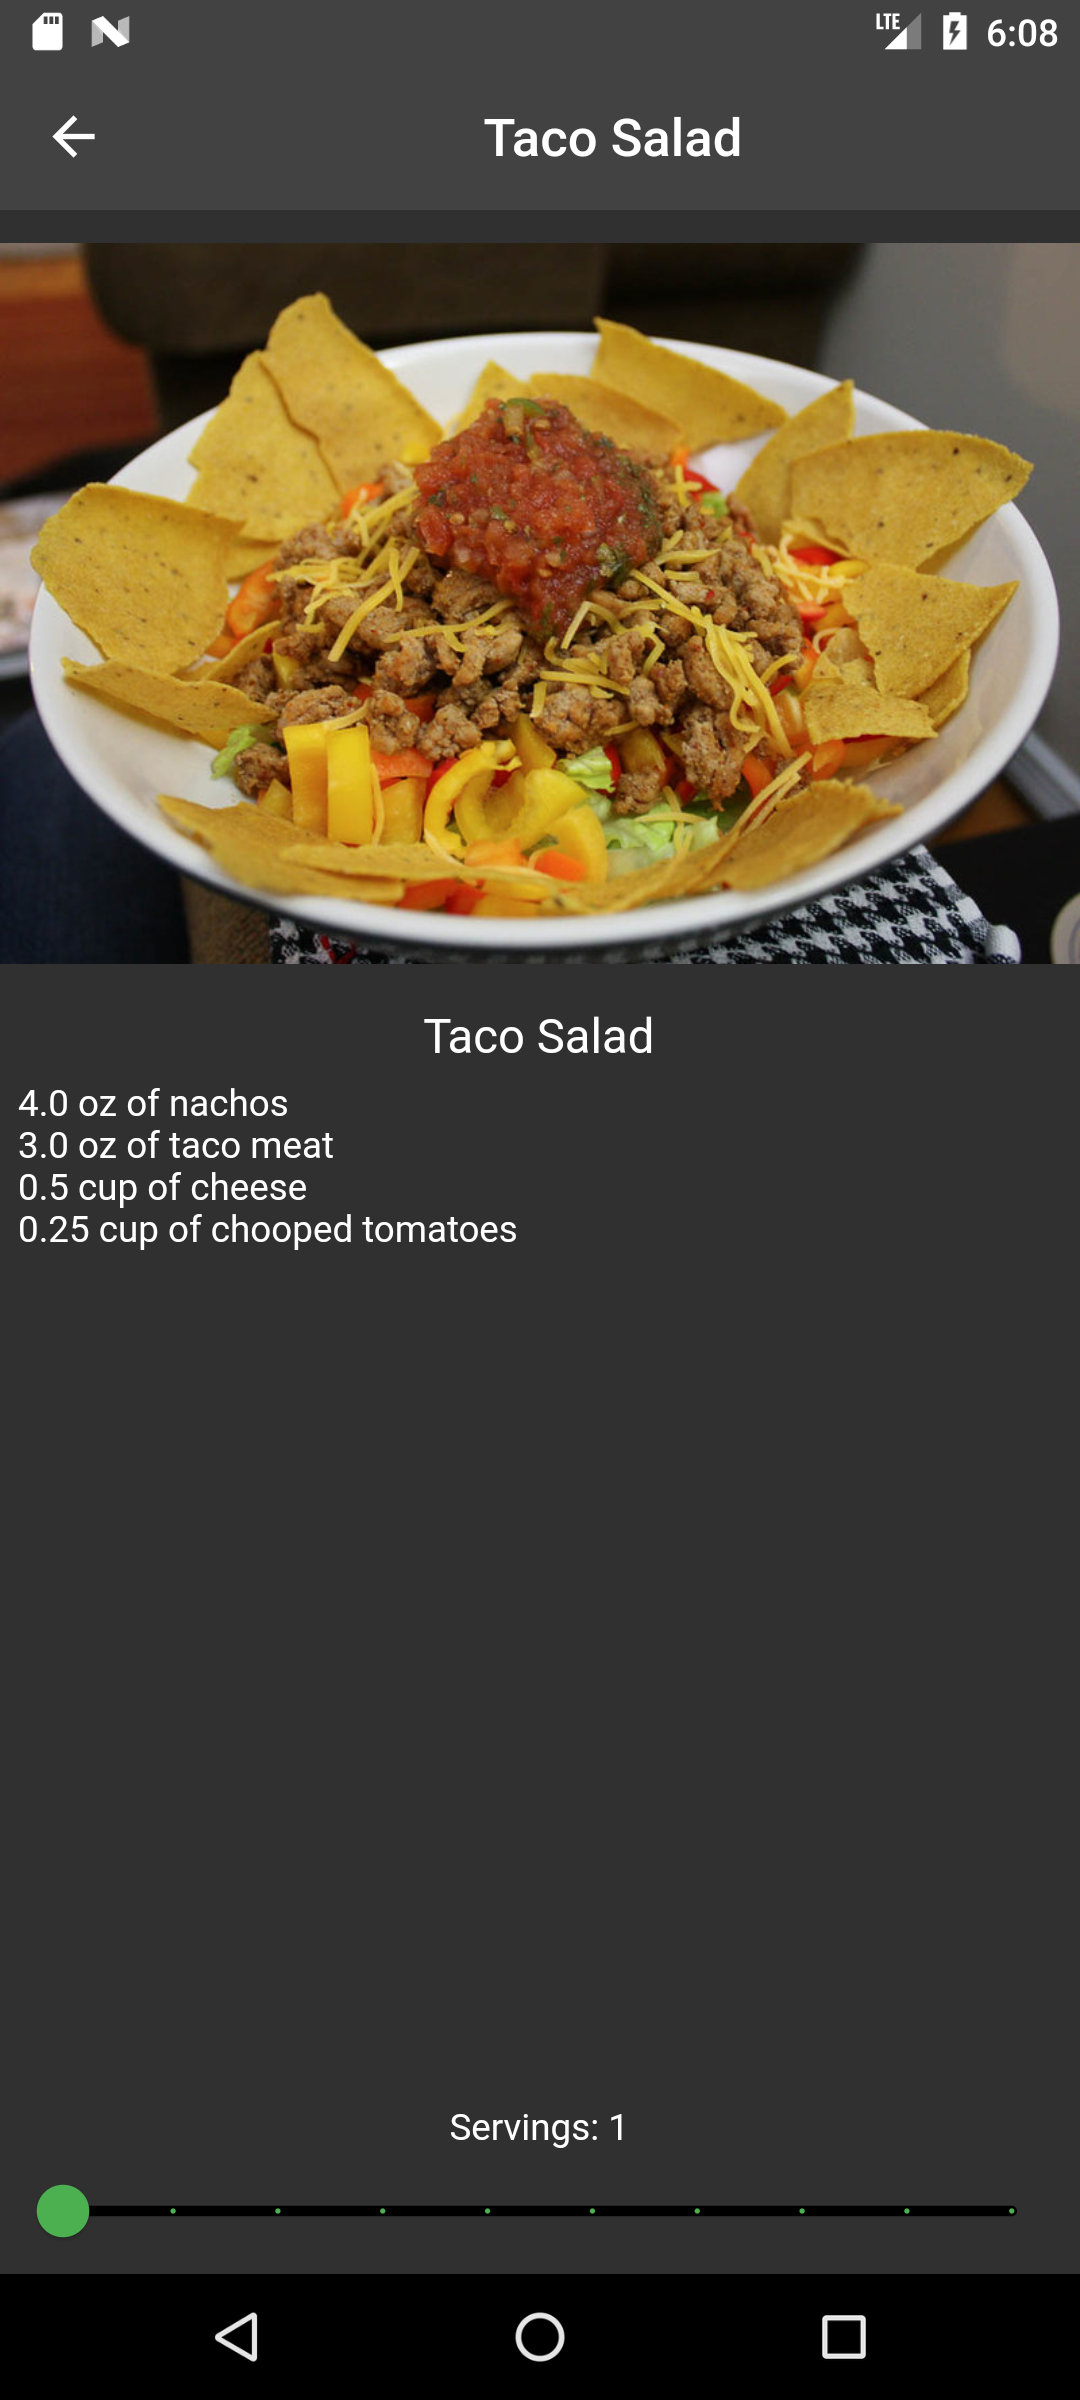 LTE 6:08
Taco Salad
Taco Salad
4.0 oz of nachos
3.0 oz of taco meat
0.5 cup of cheese
0.25 cup of chooped tomatoes
Servings: 1